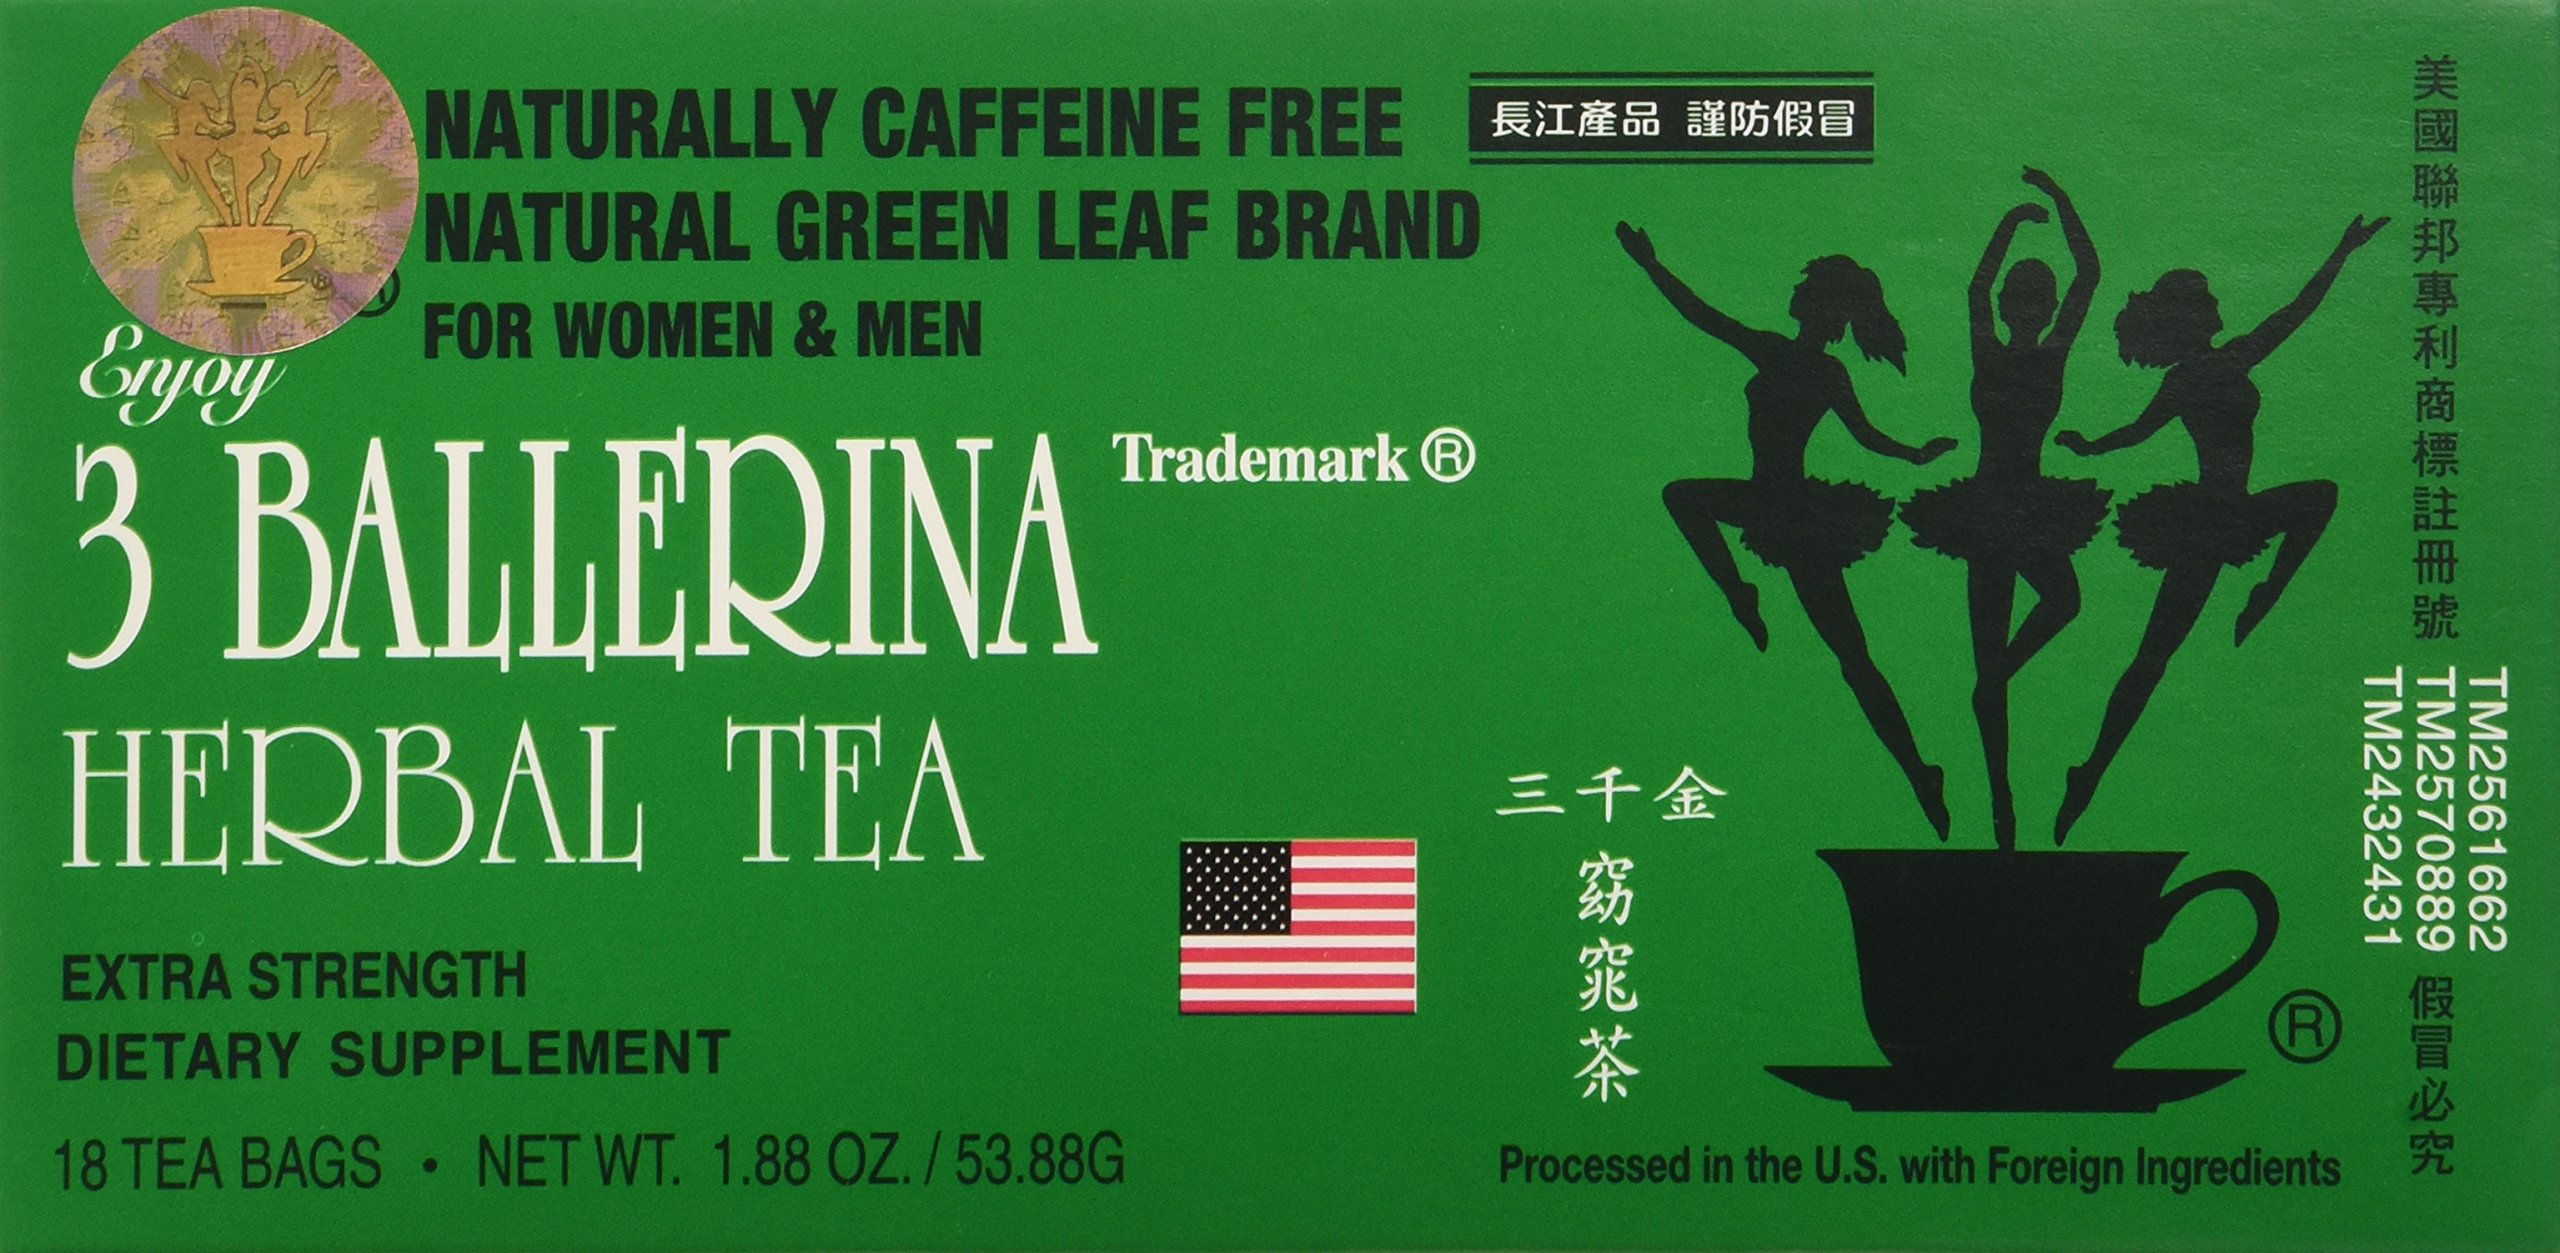 NATURALLY CAFFEINE FREE
NATURAL GREEN LEAF BRAND
FOR WOMEN & MEN
長江產品 謹防假冒
Enjoy
3 BALLERINA Trademark ®
HERBAL TEA
EXTRA STRENGTH
DIETARY SUPPLEMENT
18 TEA BAGS • NET WT. 1.88 OZ. / 53.88G
三千金
窈窕茶
®
Processed in the U.S. with Foreign Ingredients
美國聯邦專利商標註冊號
TM2561662
TM2570889
TM2432431
假冒必究